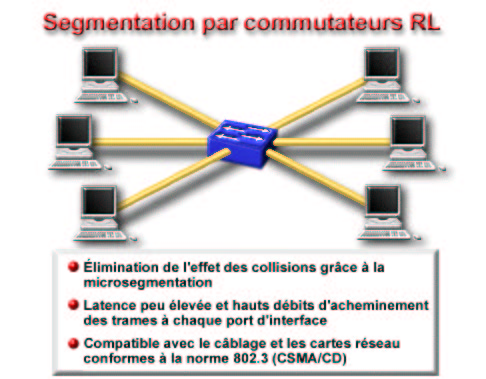 Segmentation par commutateurs RL
Élimination de l'effet des collisions grâce à la
microsegmentation
Latence peu élevée et hauts débits d'acheminement
des trames à chaque port d'interface
Compatible avec le câblage et les cartes réseau
conformes à la norme 802.3 (CSMA/CD)